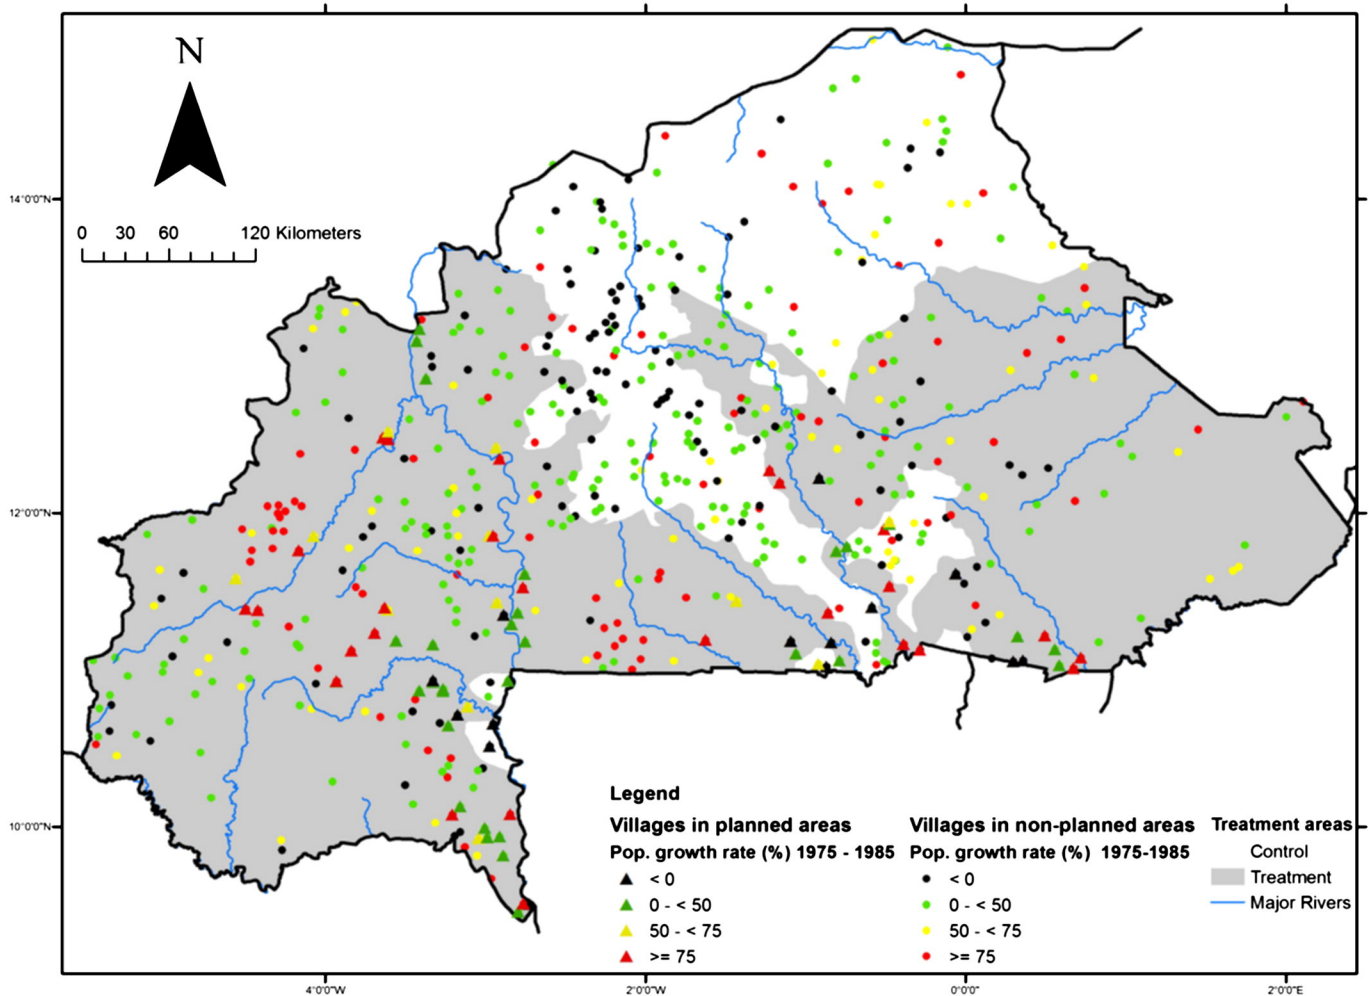 N
14°0'0"N
0 30 60 120 Kilometers
12°0'0"N
10°0'0"N
Legend
Villages in planned areas
Pop. growth rate (%) 1975 - 1985
< 0
0 - < 50
50 - < 75
>= 75
Villages in non-planned areas
Pop. growth rate (%) 1975-1985
< 0
0 - < 50
50 - < 75
>= 75
Treatment areas
Control
Treatment
Major Rivers
4°0'0"W
2°0'0"W
0°0'0"
2°0'0"E